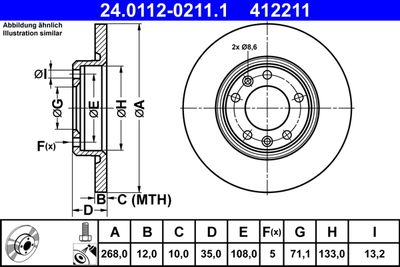 24.0112-0211.1 412211
Abbildung ähnlich
Illustration similar
2x Ø8,6
ØI
ØG
ØE
ØH
ØA
F(x)
B
C (MTH)
D
A B C D E F(x) G H I
268,0 12,0 10,0 35,0 108,0 5 71,1 133,0 13,2